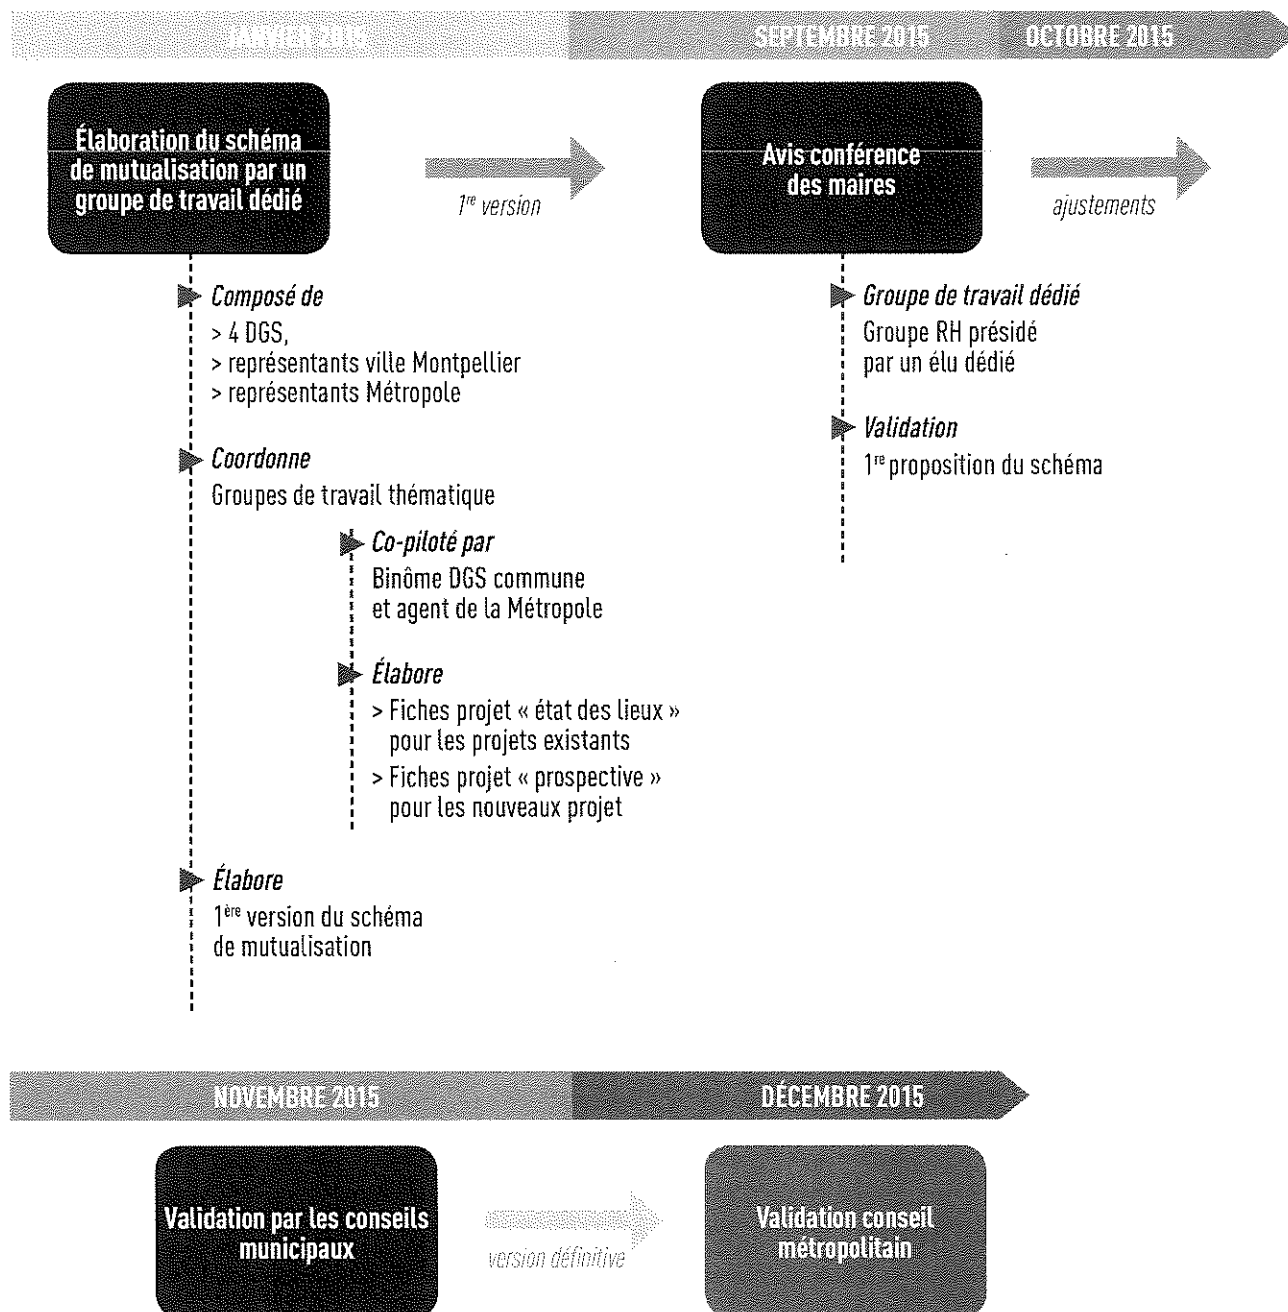 JANVIER 2015
SEPTEMBRE 2015
OCTOBRE 2015
Élaboration du schéma
de mutualisation par un
groupe de travail dédié
1re version
Avis conférence
des maires
ajustements
Composé de
> 4 DGS,
> représentants ville Montpellier
> représentants Métropole
Coordonne
Groupes de travail thématique
Co-piloté par
Binôme DGS commune
et agent de la Métropole
Élabore
> Fiches projet « état des lieux »
pour les projets existants
> Fiches projet « prospective »
pour les nouveaux projet
Élabore
1ère version du schéma
de mutualisation
Groupe de travail dédié
Groupe RH présidé
par un élu dédié
Validation
1re proposition du schéma
NOVEMBRE 2015
DÉCEMBRE 2015
Validation par les conseils
municipaux
version définitive
Validation conseil
métropolitain